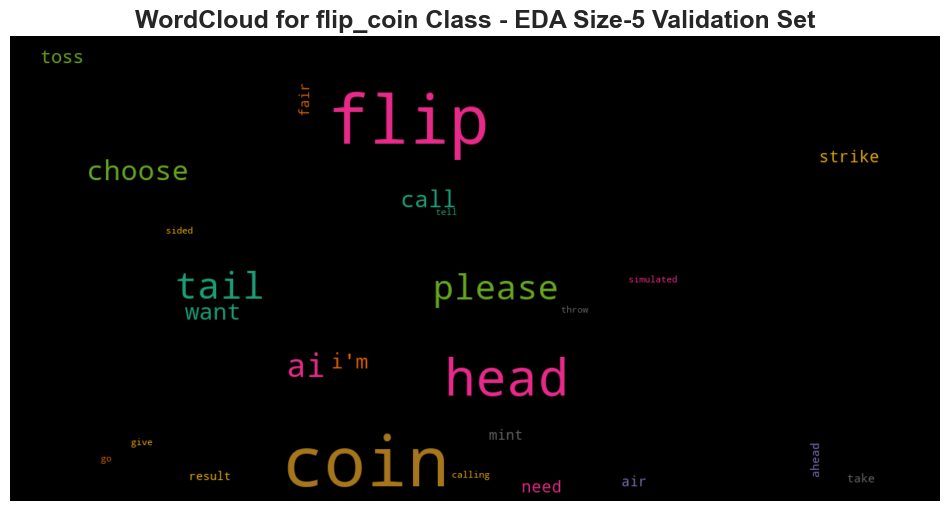 WordCloud for flip_coin Class - EDA Size-5 Validation Set
toss
fair
flip
strike
choose
call
tell
sided
tail
please
simulated
want
throw
ai
i'm
head
mint
give
coin
go
result
calling
need
air
ahead
take